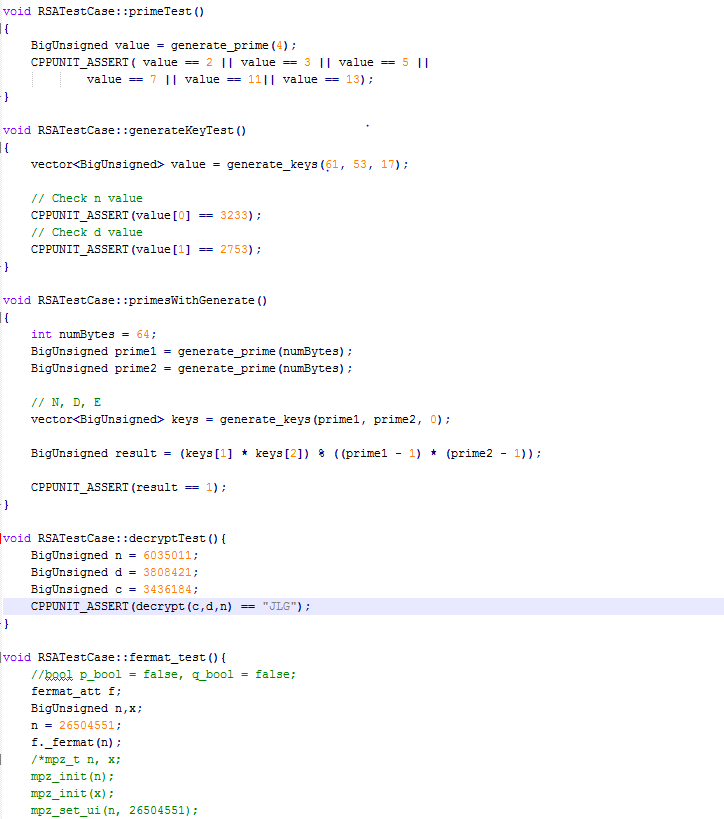 void RSATestCase::primeTest()
{
    BigUnsigned value = generate_prime(4);
    CPPUNIT_ASSERT( value == 2 || value == 3 || value == 5 ||
            value == 7 || value == 11|| value == 13);
}
void RSATestCase::generateKeyTest()
{
    vector<BigUnsigned> value = generate_keys(61, 53, 17);
    // Check n value
    CPPUNIT_ASSERT(value[0] == 3233);
    // Check d value
    CPPUNIT_ASSERT(value[1] == 2753);
}
void RSATestCase::primesWithGenerate()
{
    int numBytes = 64;
    BigUnsigned prime1 = generate_prime(numBytes);
    BigUnsigned prime2 = generate_prime(numBytes);
    // N, D, E
    vector<BigUnsigned> keys = generate_keys(prime1, prime2, 0);
    BigUnsigned result = (keys[1] * keys[2]) % ((prime1 - 1) * (prime2 - 1));
    CPPUNIT_ASSERT(result == 1);
}
void RSATestCase::decryptTest(){
    BigUnsigned n = 6035011;
    BigUnsigned d = 3808421;
    BigUnsigned c = 3436184;
    CPPUNIT_ASSERT(decrypt(c,d,n) == "JLG");
}
void RSATestCase::fermat_test(){
    //bool p_bool = false, q_bool = false;
    fermat_att f;
    BigUnsigned n,x;
    n = 26504551;
    f._fermat(n);
    /*mpz_t n, x;
    mpz_init(n);
    mpz_init(x);
    mpz_set_ui(n, 26504551);